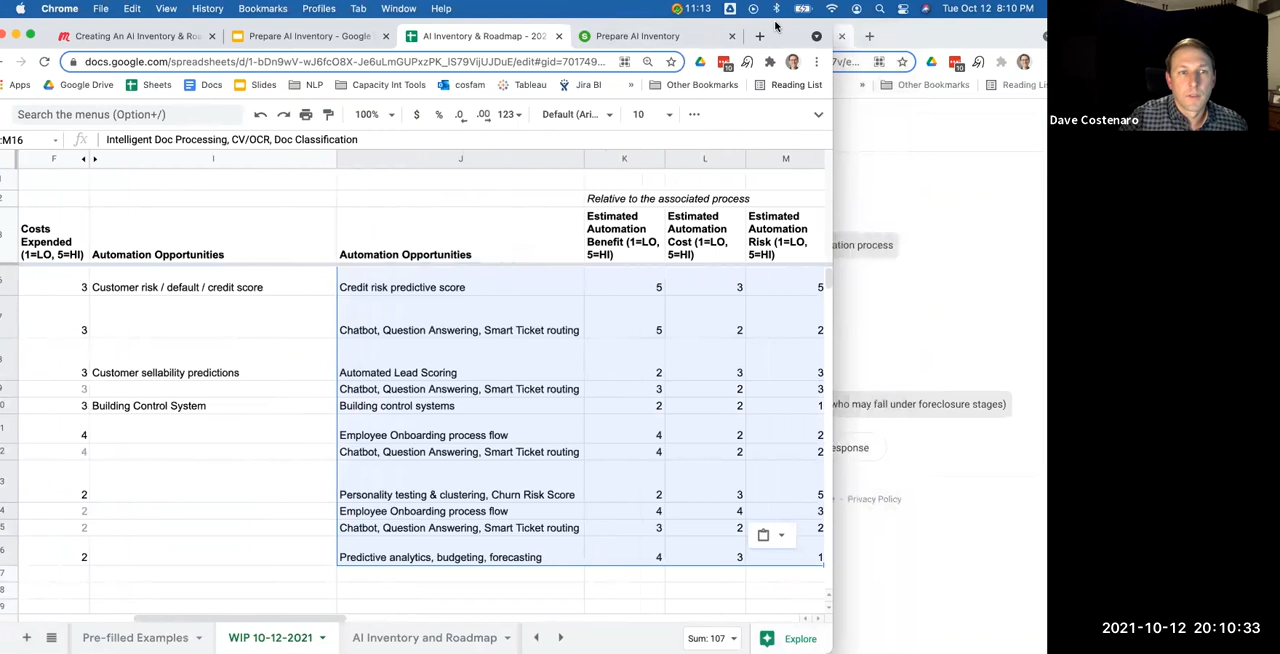 Chrome File Edit View History Bookmarks Profiles Tab Window Help 11:13 Tue Oct 12 8:10 PM
Creating An AI Inventory & Roa Prepare AI Inventory - Google AI Inventory & Roadmap - 202 Prepare AI Inventory
docs.google.com/spreadsheets/d/1-bDn9wV-wJ6fcO8X-Je6uLmGUPxzPK_IS79VijUJDuE/edit#gid=701749... 7v/e...
Apps Google Drive Sheets Docs Slides NLP Capacity Int Tools cosfam Tableau Jira BI » Other Bookmarks Reading List » Other Bookmarks Reading Lis
Search the menus (Option+/) 100% $ % .0 .00 123 Default (Ari... 10
:M16 fx Intelligent Doc Processing, CV/OCR, Doc Classification
F I J K L M
Relative to the associated process
Costs Expended (1=LO, 5=HI) Automation Opportunities Automation Opportunities Estimated Automation Benefit (1=LO, 5=HI) Estimated Automation Cost (1=LO, 5=HI) Estimated Automation Risk (1=LO, 5=HI)
3 Customer risk / default / credit score Credit risk predictive score 5 3 5
3 Chatbot, Question Answering, Smart Ticket routing 5 2 2
3 Customer sellability predictions Automated Lead Scoring 2 3 3
3 Chatbot, Question Answering, Smart Ticket routing 3 2 3
3 Building Control System Building control systems 2 2 1
4 Employee Onboarding process flow 4 2 2
4 Chatbot, Question Answering, Smart Ticket routing 4 2 2
2 Personality testing & clustering, Churn Risk Score 2 3 5
2 Employee Onboarding process flow 4 4 3
2 Chatbot, Question Answering, Smart Ticket routing 3 2 2
2 Predictive analytics, budgeting, forecasting 4 3 1
Pre-filled Examples WIP 10-12-2021 AI Inventory and Roadmap Sum: 107 Explore
ation process
who may fall under foreclosure stages)
esponse
Privacy Policy
Dave Costenaro
2021-10-12 20:10:33